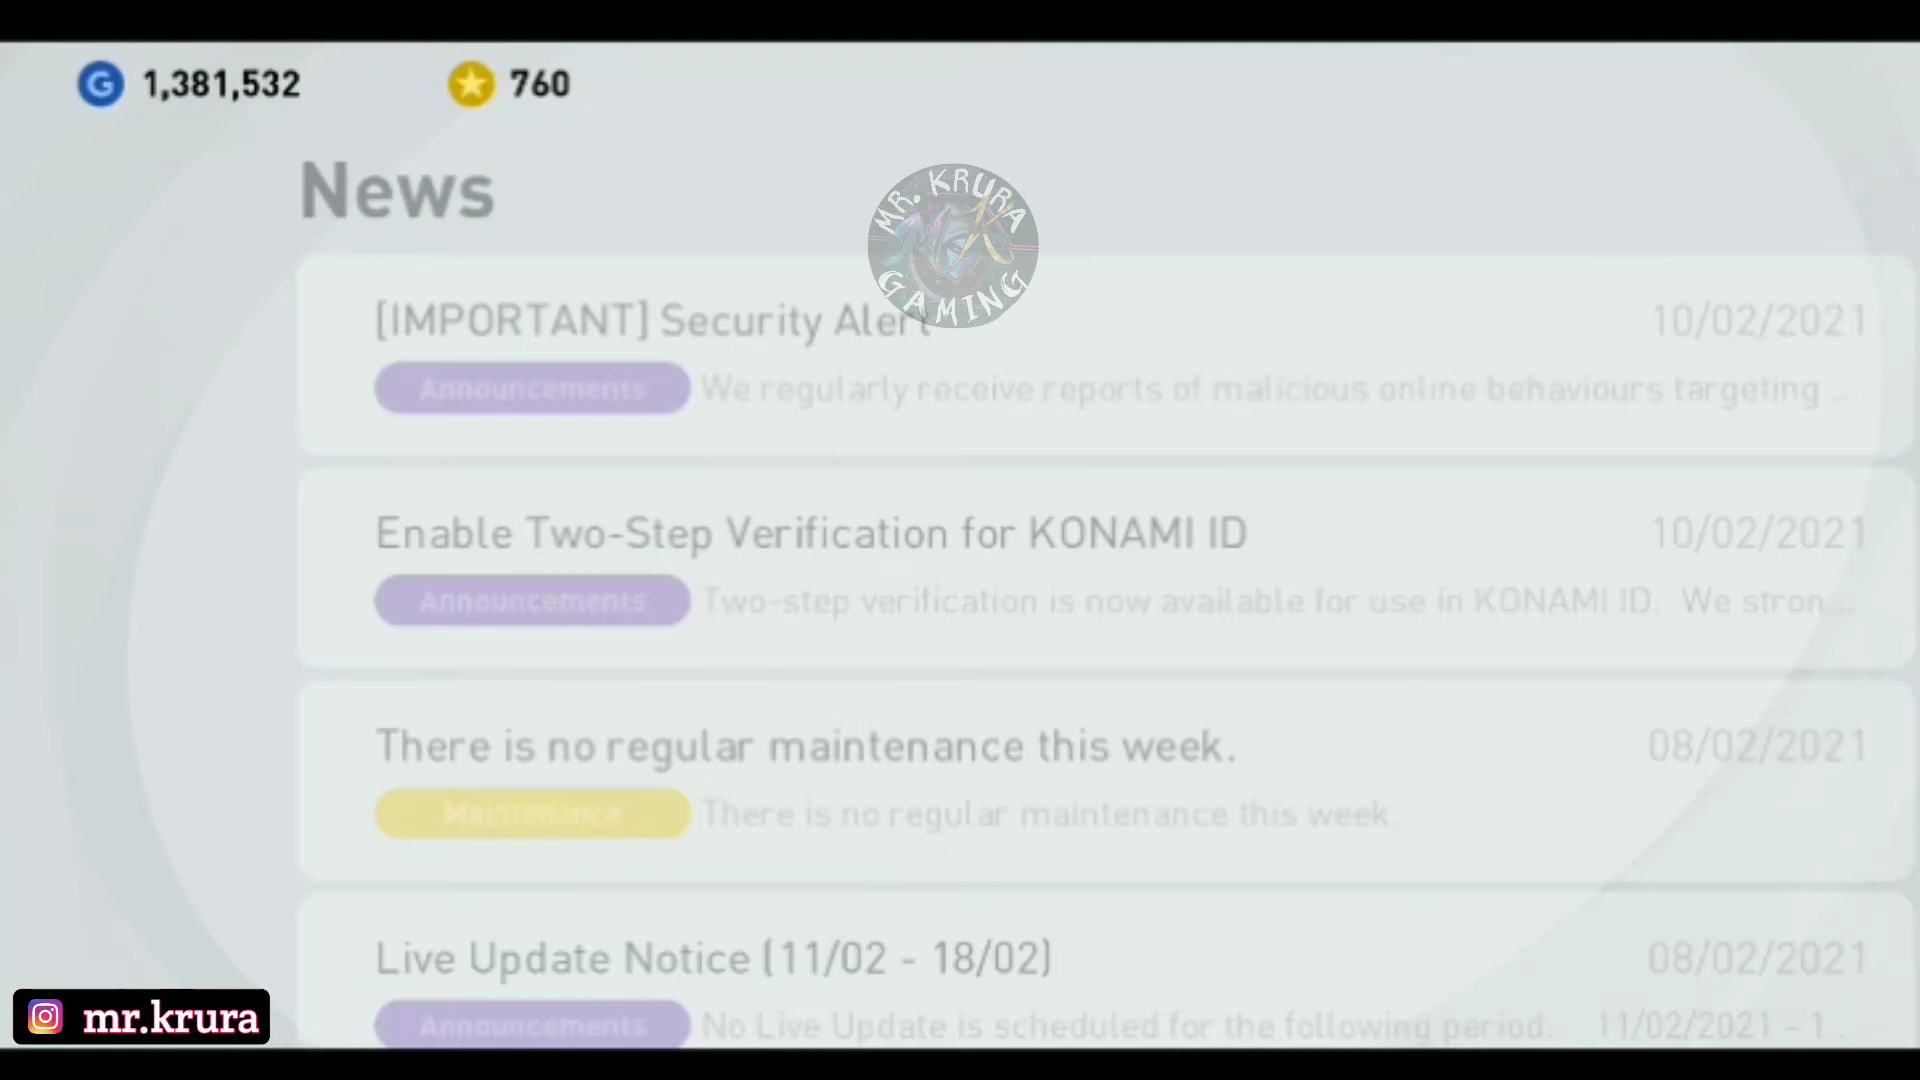 1,381,532
760
News
MR. KRURA
GAMING
[IMPORTANT] Security Alert
10/02/2021
Announcements
We regularly receive reports of malicious online behaviours targeting ...
Enable Two-Step Verification for KONAMI ID
10/02/2021
Announcements
Two-step verification is now available for use in KONAMI ID. We stron...
There is no regular maintenance this week.
08/02/2021
Maintenance
There is no regular maintenance this week.
Live Update Notice (11/02 - 18/02)
08/02/2021
Announcements
No Live Update is scheduled for the following period: 11/02/2021 - 1...
mr.krura